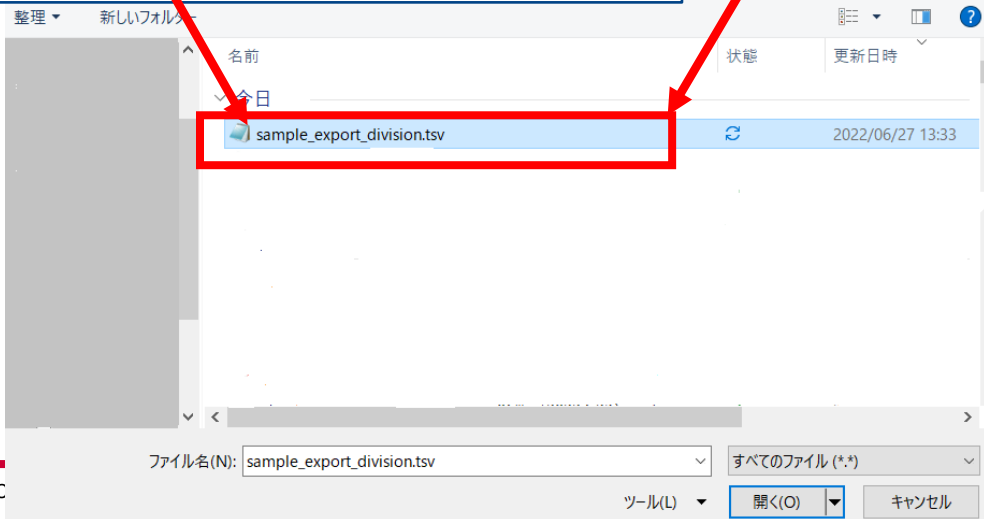 整理 新しいフォルダー
名前 状態 更新日時
今日
sample_export_division.tsv 2022/06/27 13:33
ファイル名(N): sample_export_division.tsv すべてのファイル (*.*)
ツール(L) 開く(O) キャンセル